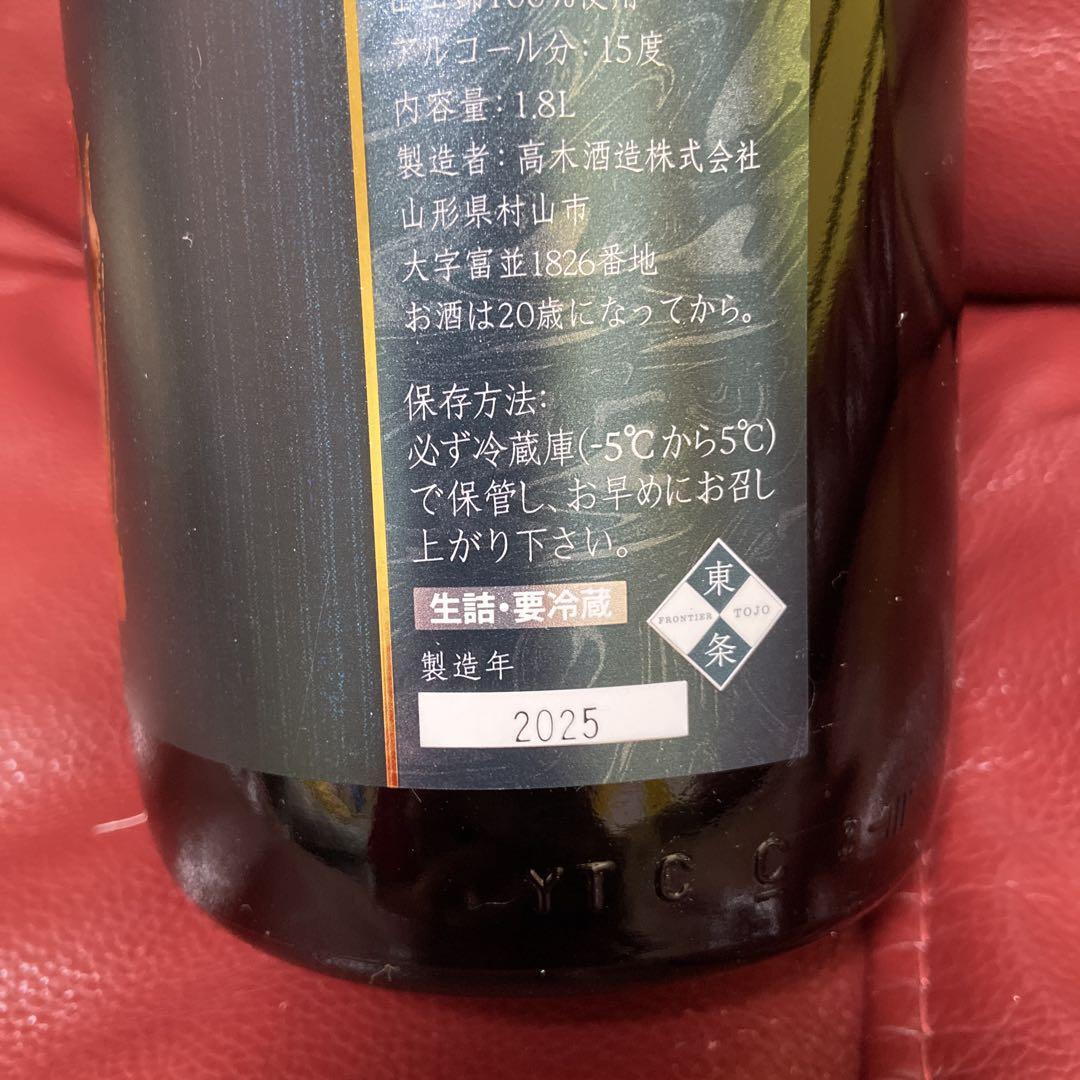 100%使用
アルコール分：15度
内容量：1.8L
製造者：高木酒造株式会社
山形県村山市
大字富並1826番地
お酒は20歳になってから。
保存方法：
必ず冷蔵庫(-5℃から5℃)
で保管し、お早めにお召し
上がり下さい。
生詰・要冷蔵
東
FRONTIER TOJO
条
製造年
2025
YT C C